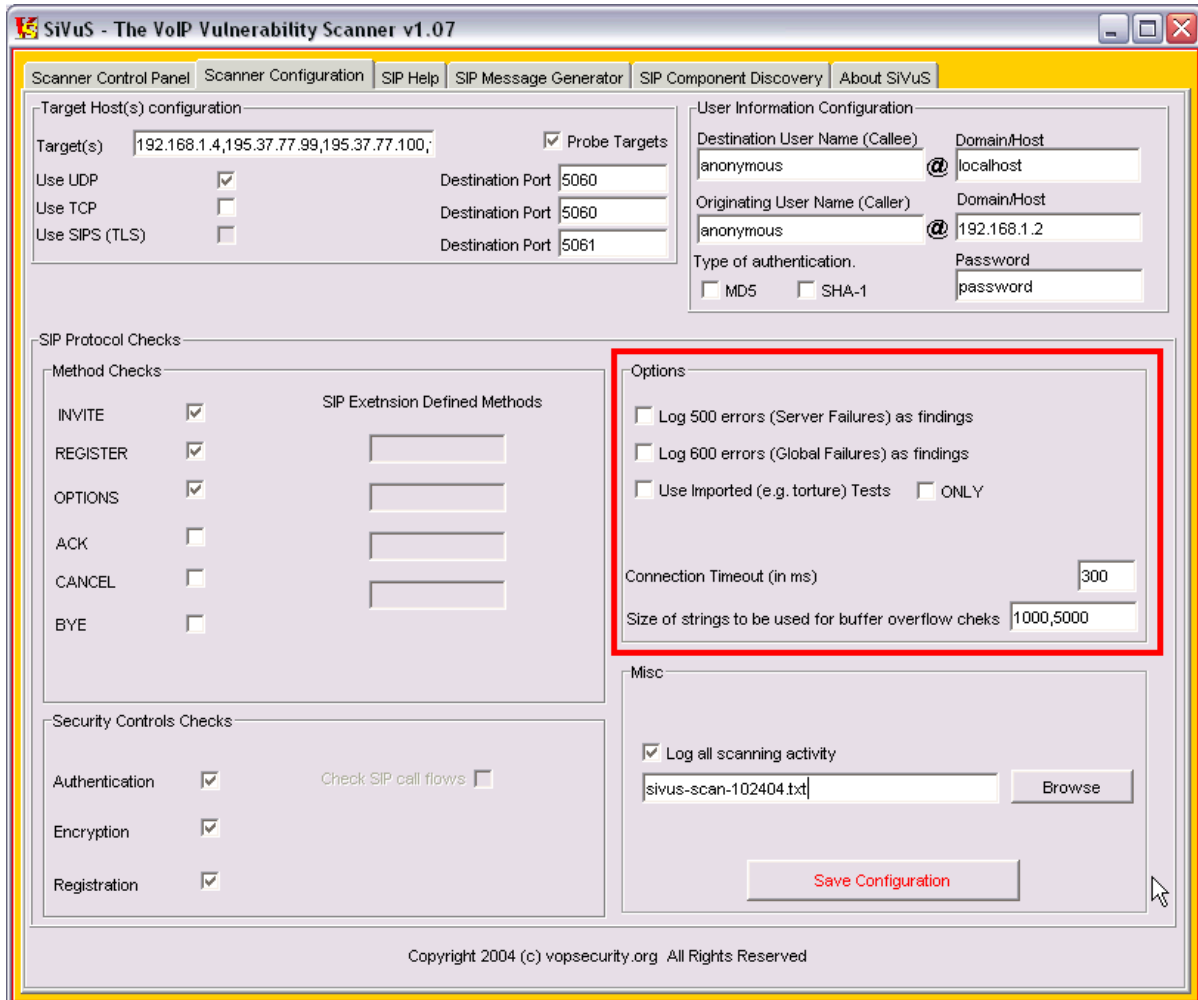 SiVuS - The VoIP Vulnerability Scanner v1.07
Scanner Control Panel
Scanner Configuration
SIP Help
SIP Message Generator
SIP Component Discovery
About SiVuS
Target Host(s) configuration
Target(s)
192.168.1.4,195.37.77.99,195.37.77.100,
Probe Targets
Use UDP
Destination Port
5060
Use TCP
Destination Port
5060
Use SIPS (TLS)
Destination Port
5061
User Information Configuration
Destination User Name (Callee)
Domain/Host
anonymous
@
localhost
Originating User Name (Caller)
Domain/Host
anonymous
@
192.168.1.2
Type of authentication.
Password
MD5
SHA-1
password
SIP Protocol Checks
Method Checks
SIP Exetnsion Defined Methods
INVITE
REGISTER
OPTIONS
ACK
CANCEL
BYE
Options
Log 500 errors (Server Failures) as findings
Log 600 errors (Global Failures) as findings
Use Imported (e.g. torture) Tests
ONLY
Connection Timeout (in ms)
300
Size of strings to be used for buffer overflow cheks
1000,5000
Security Controls Checks
Authentication
Check SIP call flows
Encryption
Registration
Misc
Log all scanning activity
sivus-scan-102404.txt
Browse
Save Configuration
Copyright 2004 (c) vopsecurity.org All Rights Reserved